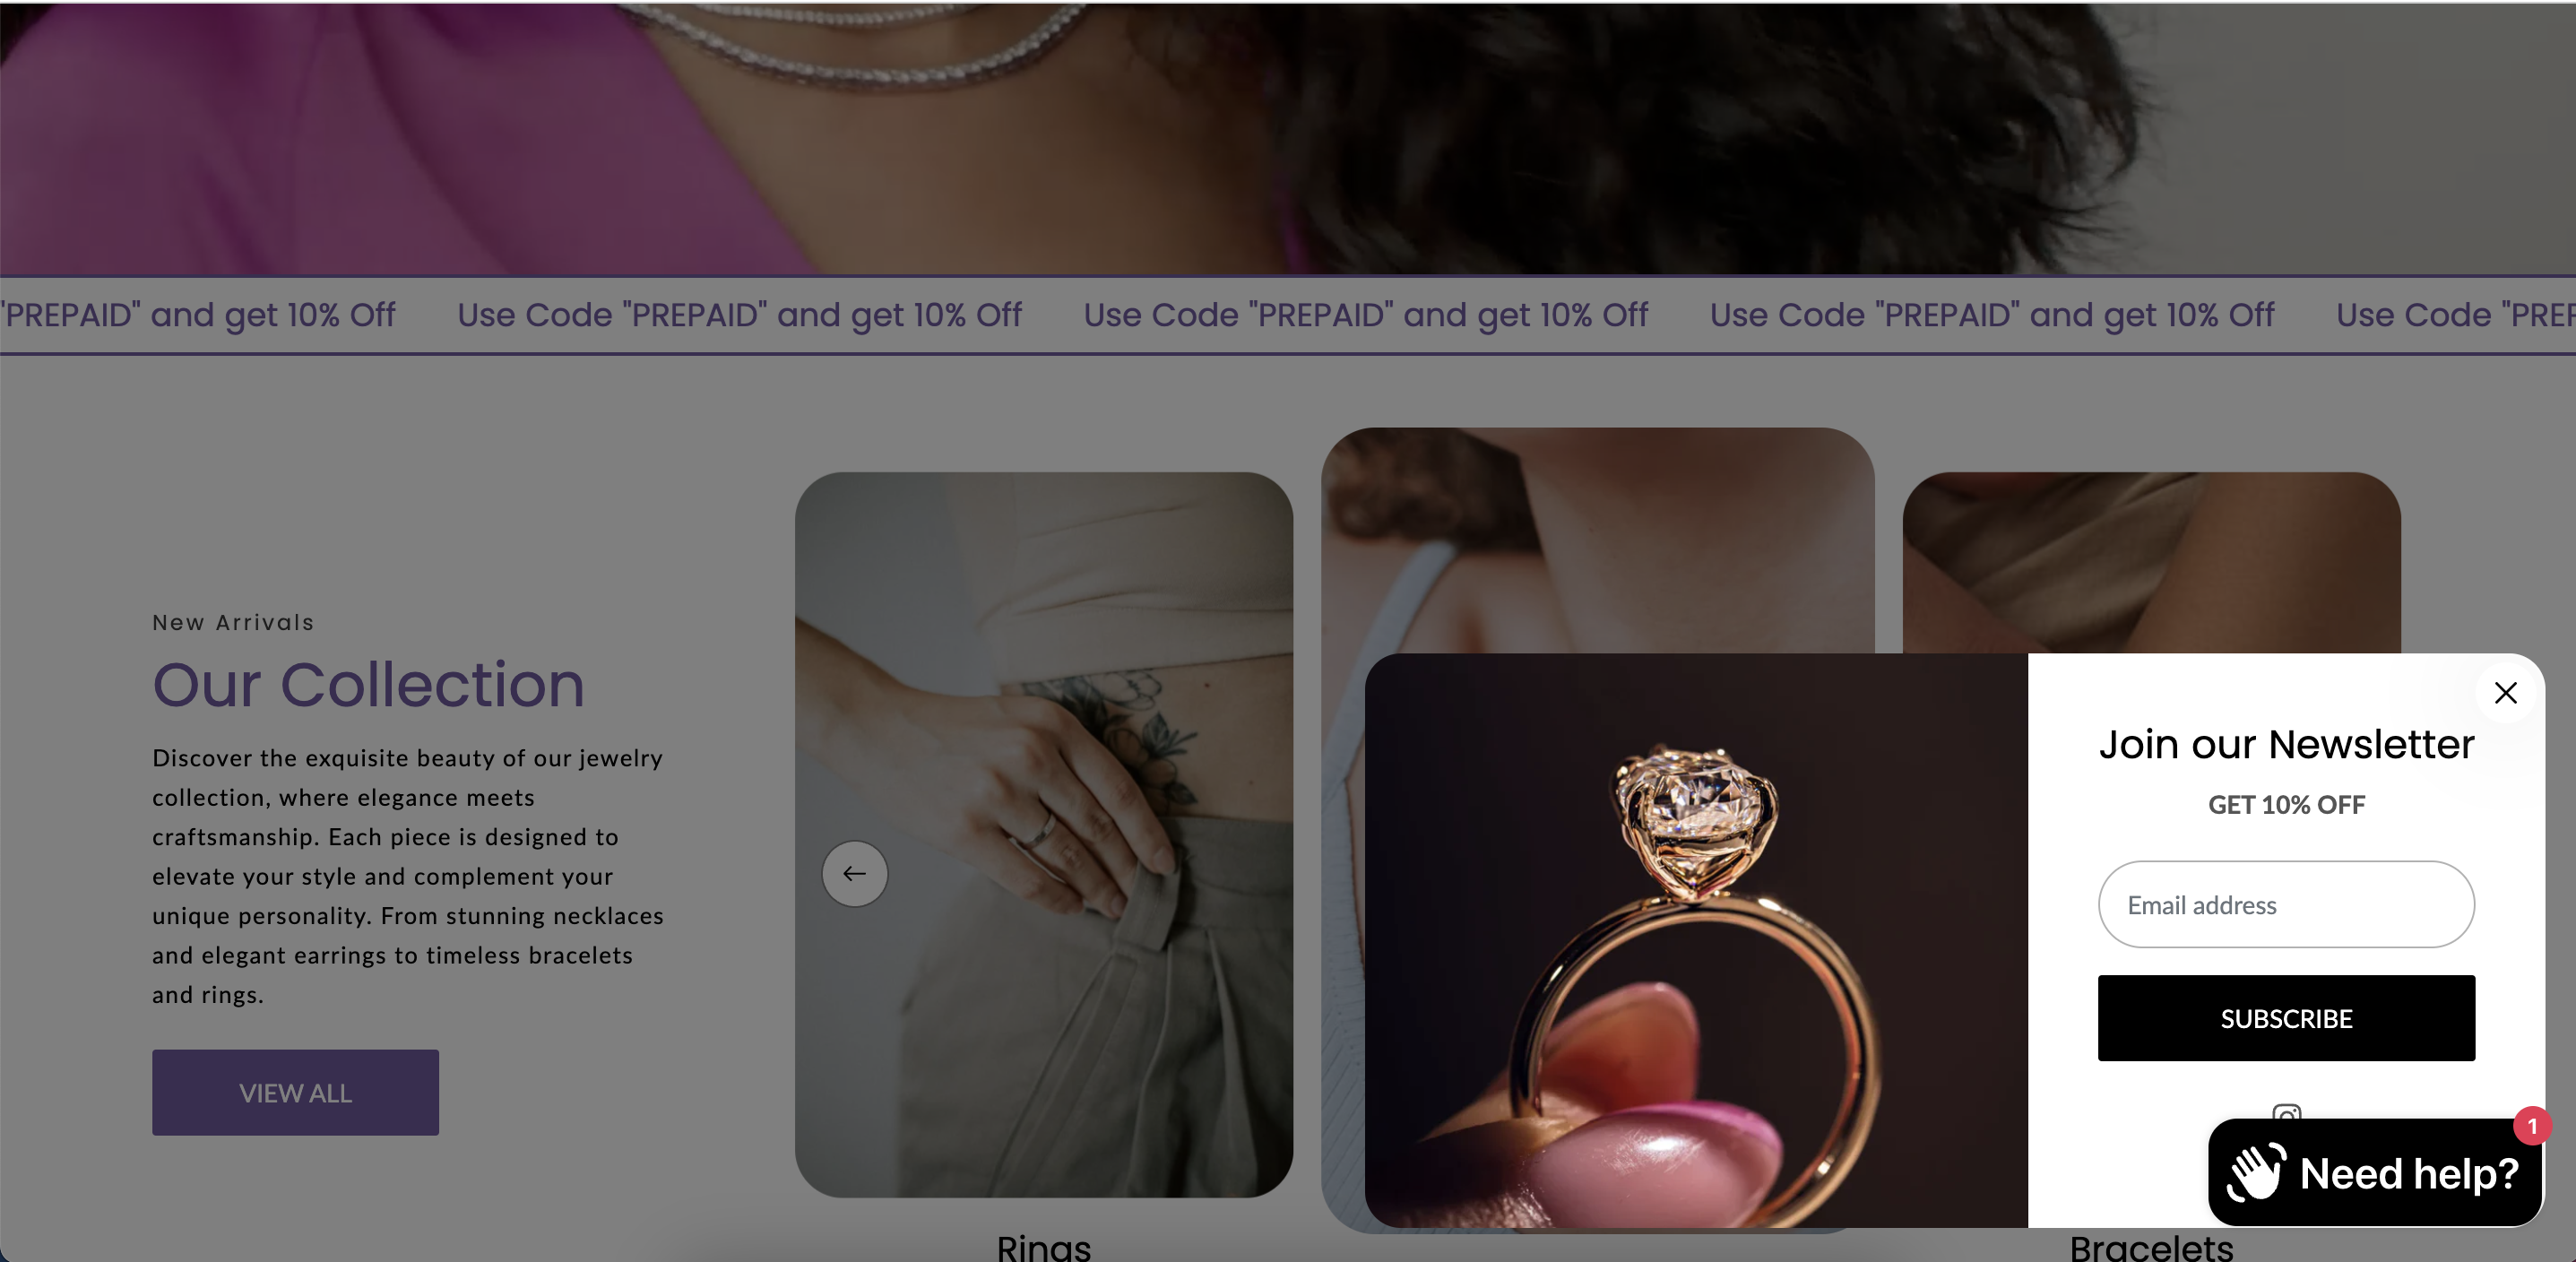 "PREPAID" and get 10% Off Use Code "PREPAID" and get 10% Off Use Code "PREPAID" and get 10% Off Use Code "PREPAID" and get 10% Off Use Code
New Arrivals
Our Collection
Discover the exquisite beauty of our jewelry
collection, where elegance meets
craftsmanship. Each piece is designed to
elevate your style and complement your
unique personality. From stunning necklaces
and elegant earrings to timeless bracelets
and rings.
VIEW ALL
Rings
Join our Newsletter
GET 10% OFF
Email address
SUBSCRIBE
1
Need help?
Bracelets